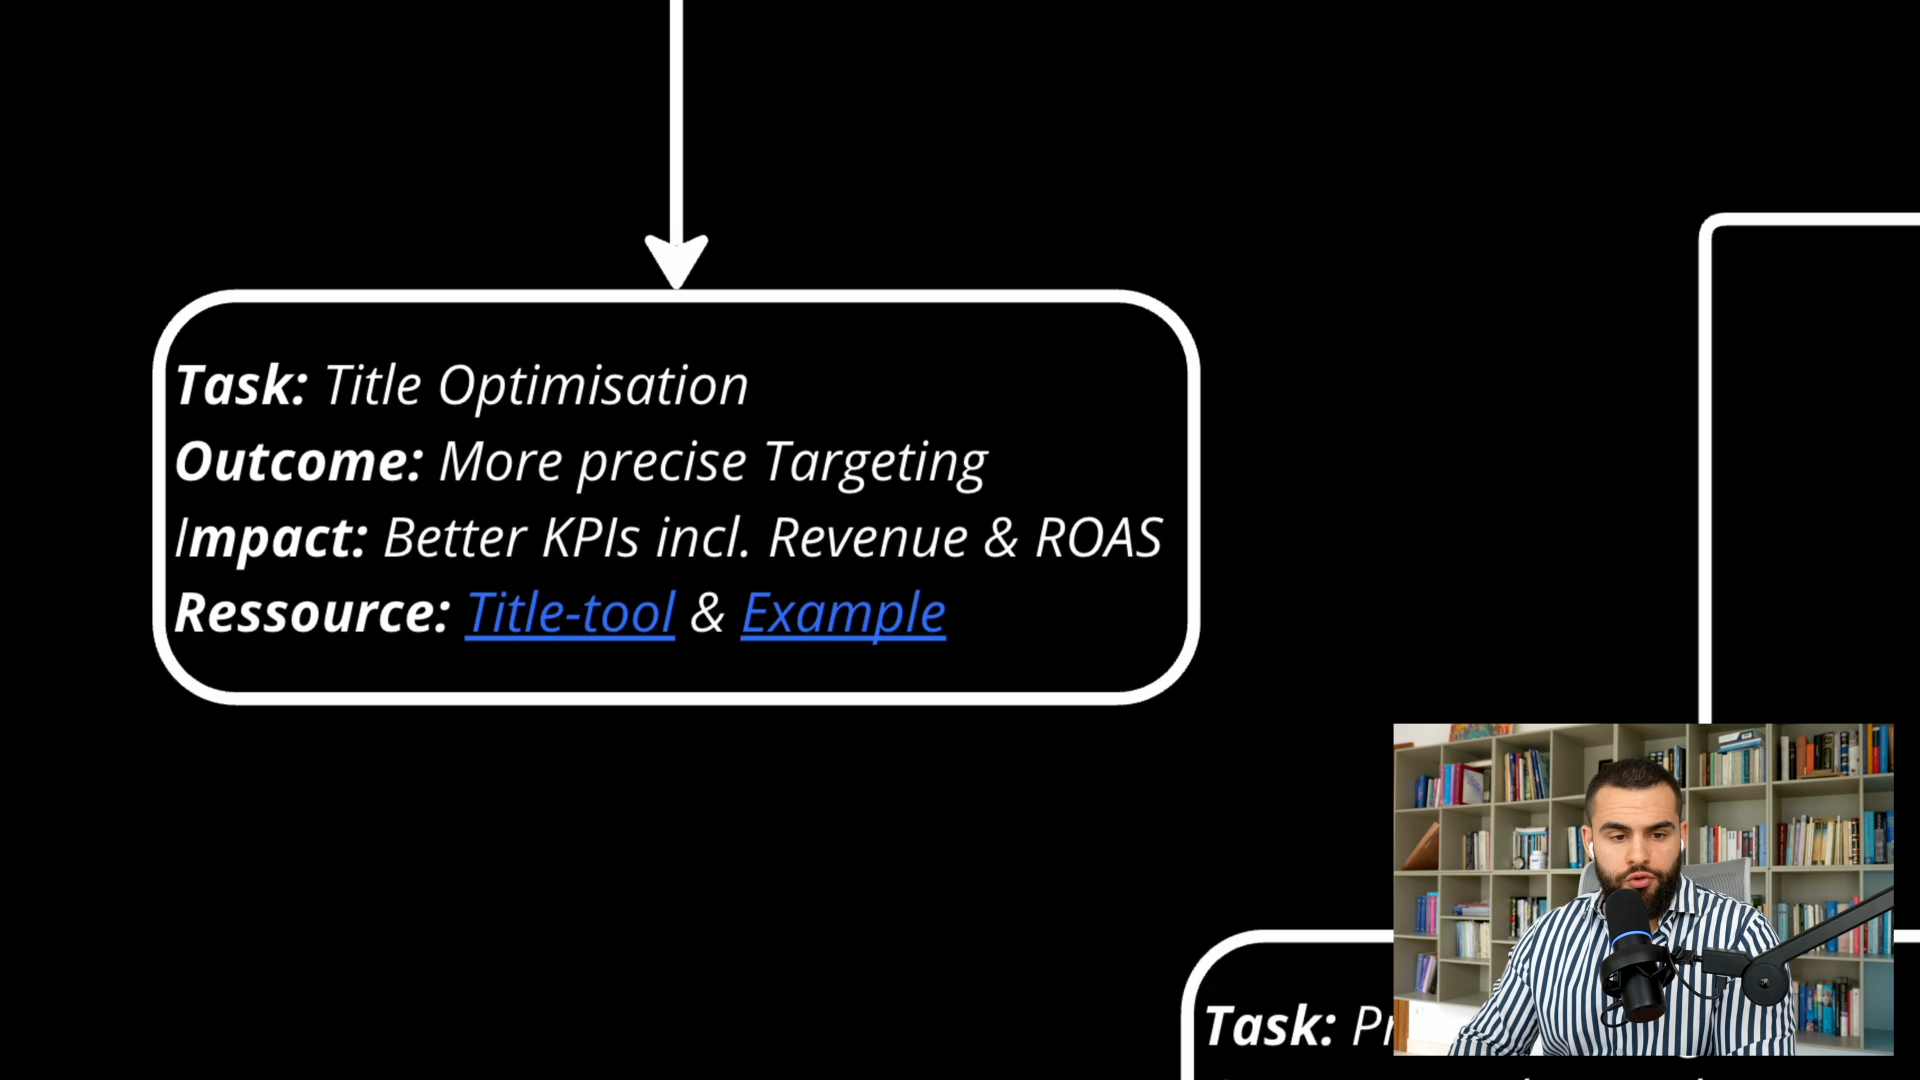 Task: Title Optimisation
Outcome: More precise Targeting
Impact: Better KPIs incl. Revenue & ROAS
Ressource: Title-tool & Example
Task: